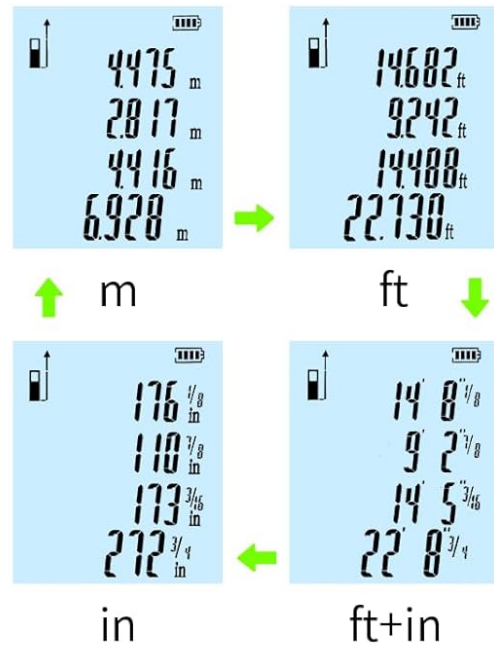 4.475 m
2.817 m
4.416 m
6.928 m
m
14.682 ft
9.242 ft
14.488 ft
22.730 ft
ft
176 1/8 in
110 7/8 in
173 3/16 in
272 3/4 in
in
14' 8" 1/8
9' 2" 7/8
14' 5" 3/16
22' 8" 3/4
ft+in